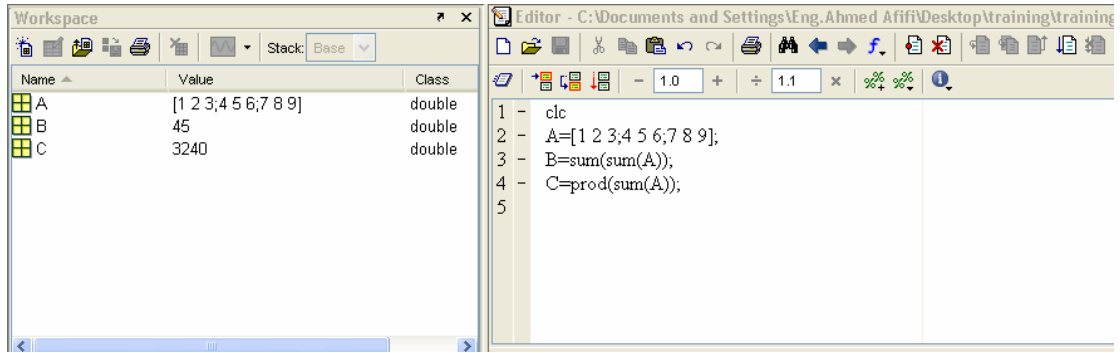 Workspace
Stack: Base
Name Value Class
A [1 2 3;4 5 6;7 8 9] double
B 45 double
C 3240 double
Editor - C:\Documents and Settings\Eng.Ahmed Afifi\Desktop\training\training
1.0 1.1
1 - clc
2 - A=[1 2 3;4 5 6;7 8 9];
3 - B=sum(sum(A));
4 - C=prod(sum(A));
5